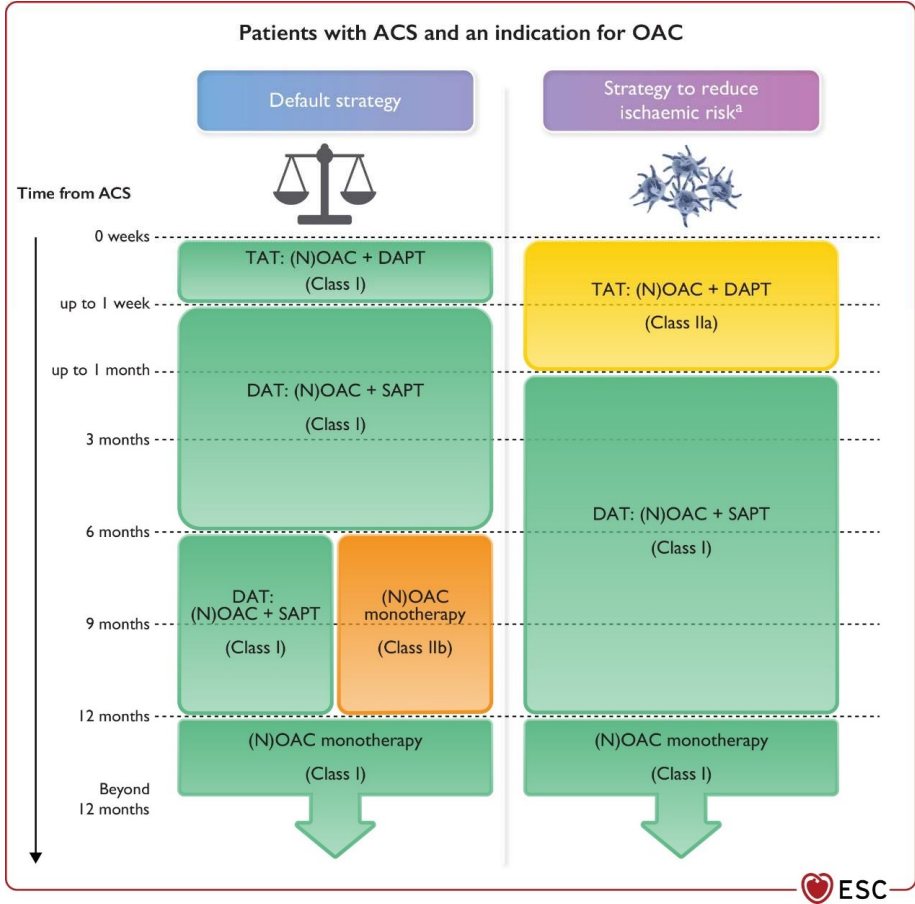 Patients with ACS and an indication for OAC
Default strategy
Strategy to reduce
ischaemic riskᵃ
Time from ACS
0 weeks
TAT: (N)OAC + DAPT
(Class I)
TAT: (N)OAC + DAPT
(Class IIa)
up to 1 week
up to 1 month
DAT: (N)OAC + SAPT
(Class I)
3 months
DAT: (N)OAC + SAPT
(Class I)
6 months
DAT:
(N)OAC + SAPT
(Class I)
(N)OAC
monotherapy
(Class IIb)
9 months
12 months
(N)OAC monotherapy
(Class I)
(N)OAC monotherapy
(Class I)
Beyond
12 months
ESC